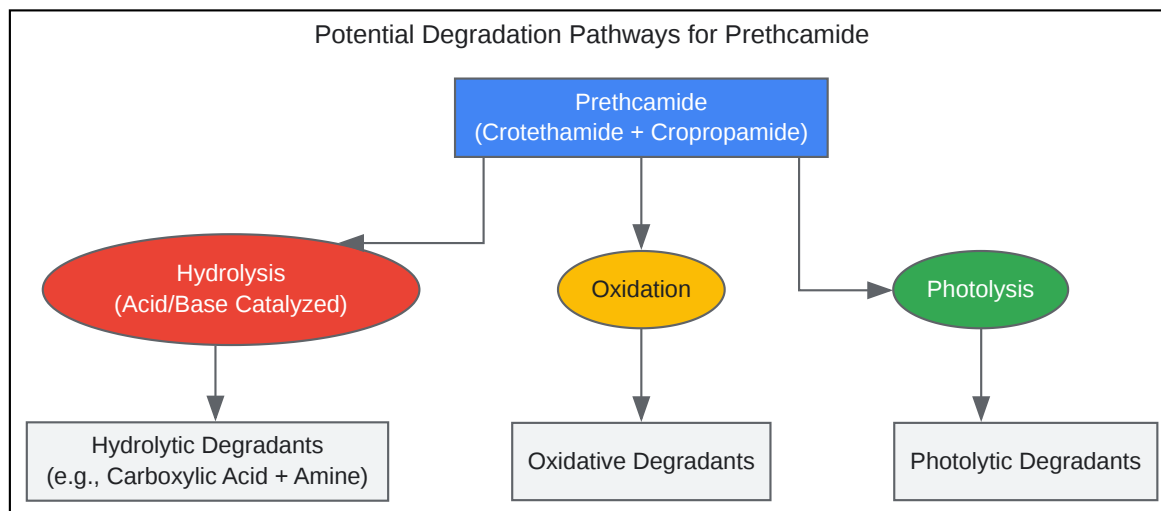 Potential Degradation Pathways for Prethcamide
Prethcamide
(Crotethamide + Cropropamide)
Hydrolysis
(Acid/Base Catalyzed)
Oxidation
Photolysis
Hydrolytic Degradants
(e.g., Carboxylic Acid + Amine)
Oxidative Degradants
Photolytic Degradants